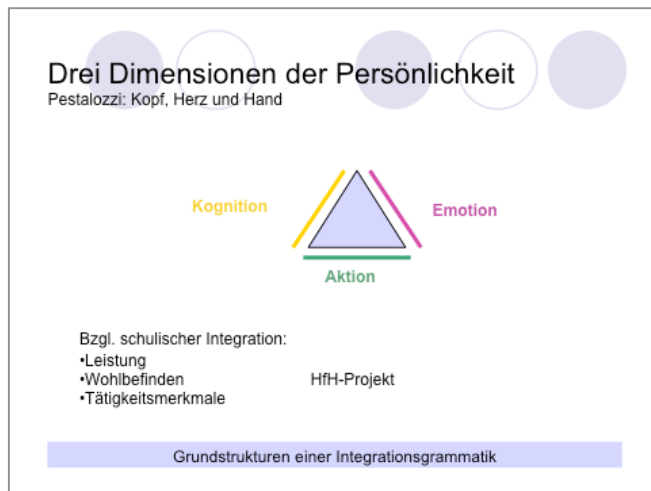 Drei Dimensionen der Persönlichkeit
Pestalozzi: Kopf, Herz und Hand
Kognition
Emotion
Aktion
Bzgl. schulischer Integration:
•Leistung
•Wohlbefinden HfH-Projekt
•Tätigkeitsmerkmale
Grundstrukturen einer Integrationsgrammatik